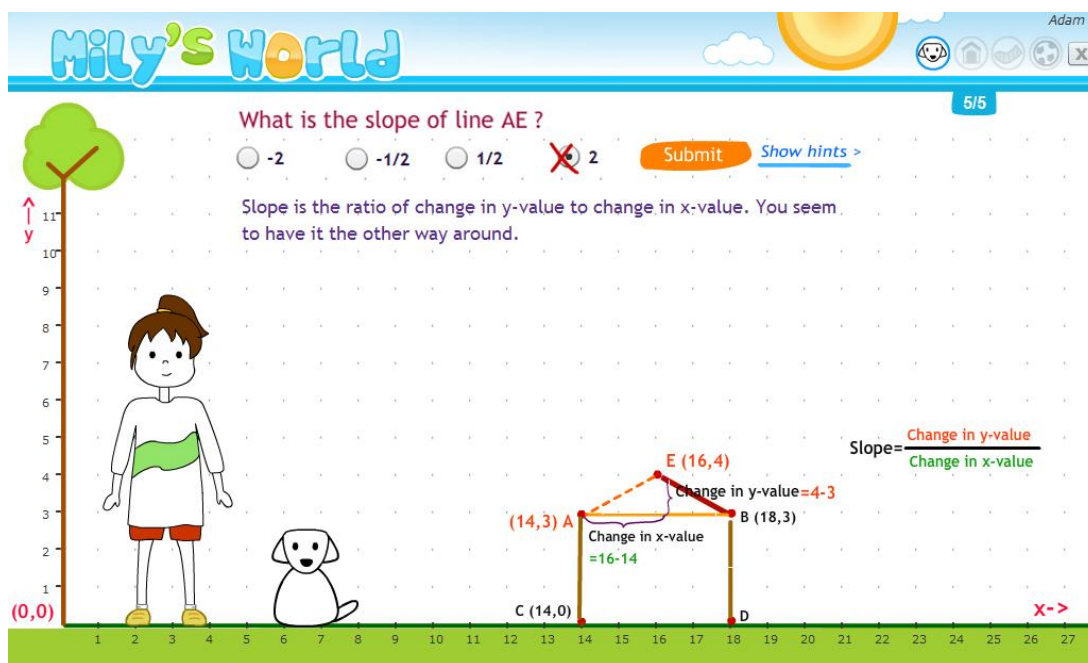 Adam
Mily's World
X
5/5
What is the slope of line AE ?
-2 -1/2 1/2 2 Submit Show hints >
Slope is the ratio of change in y-value to change in x-value. You seem
to have it the other way around.
y
11
10
9
8
7
6
5
4
3
2
1
(0,0)
Slope= Change in y-value
Change in x-value
E (16,4)
Change in y-value=4-3
(14,3) A
B (18,3)
Change in x-value
=16-14
C (14,0)
D
x->
1 2 3 4 5 6 7 8 9 10 11 12 13 14 15 16 17 18 19 20 21 22 23 24 25 26 27